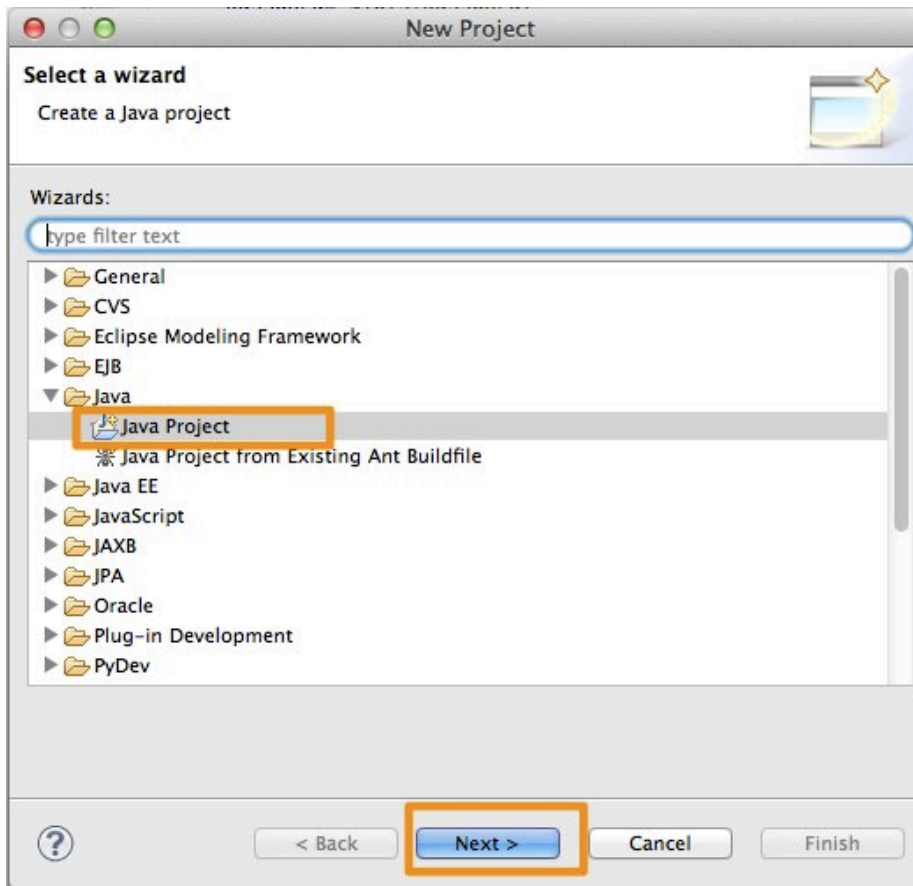 New Project
Select a wizard
Create a Java project
Wizards:
type filter text
General
CVS
Eclipse Modeling Framework
EJB
Java
Java Project
Java Project from Existing Ant Buildfile
Java EE
JavaScript
JAXB
JPA
Oracle
Plug-in Development
PyDev
? < Back Next > Cancel Finish